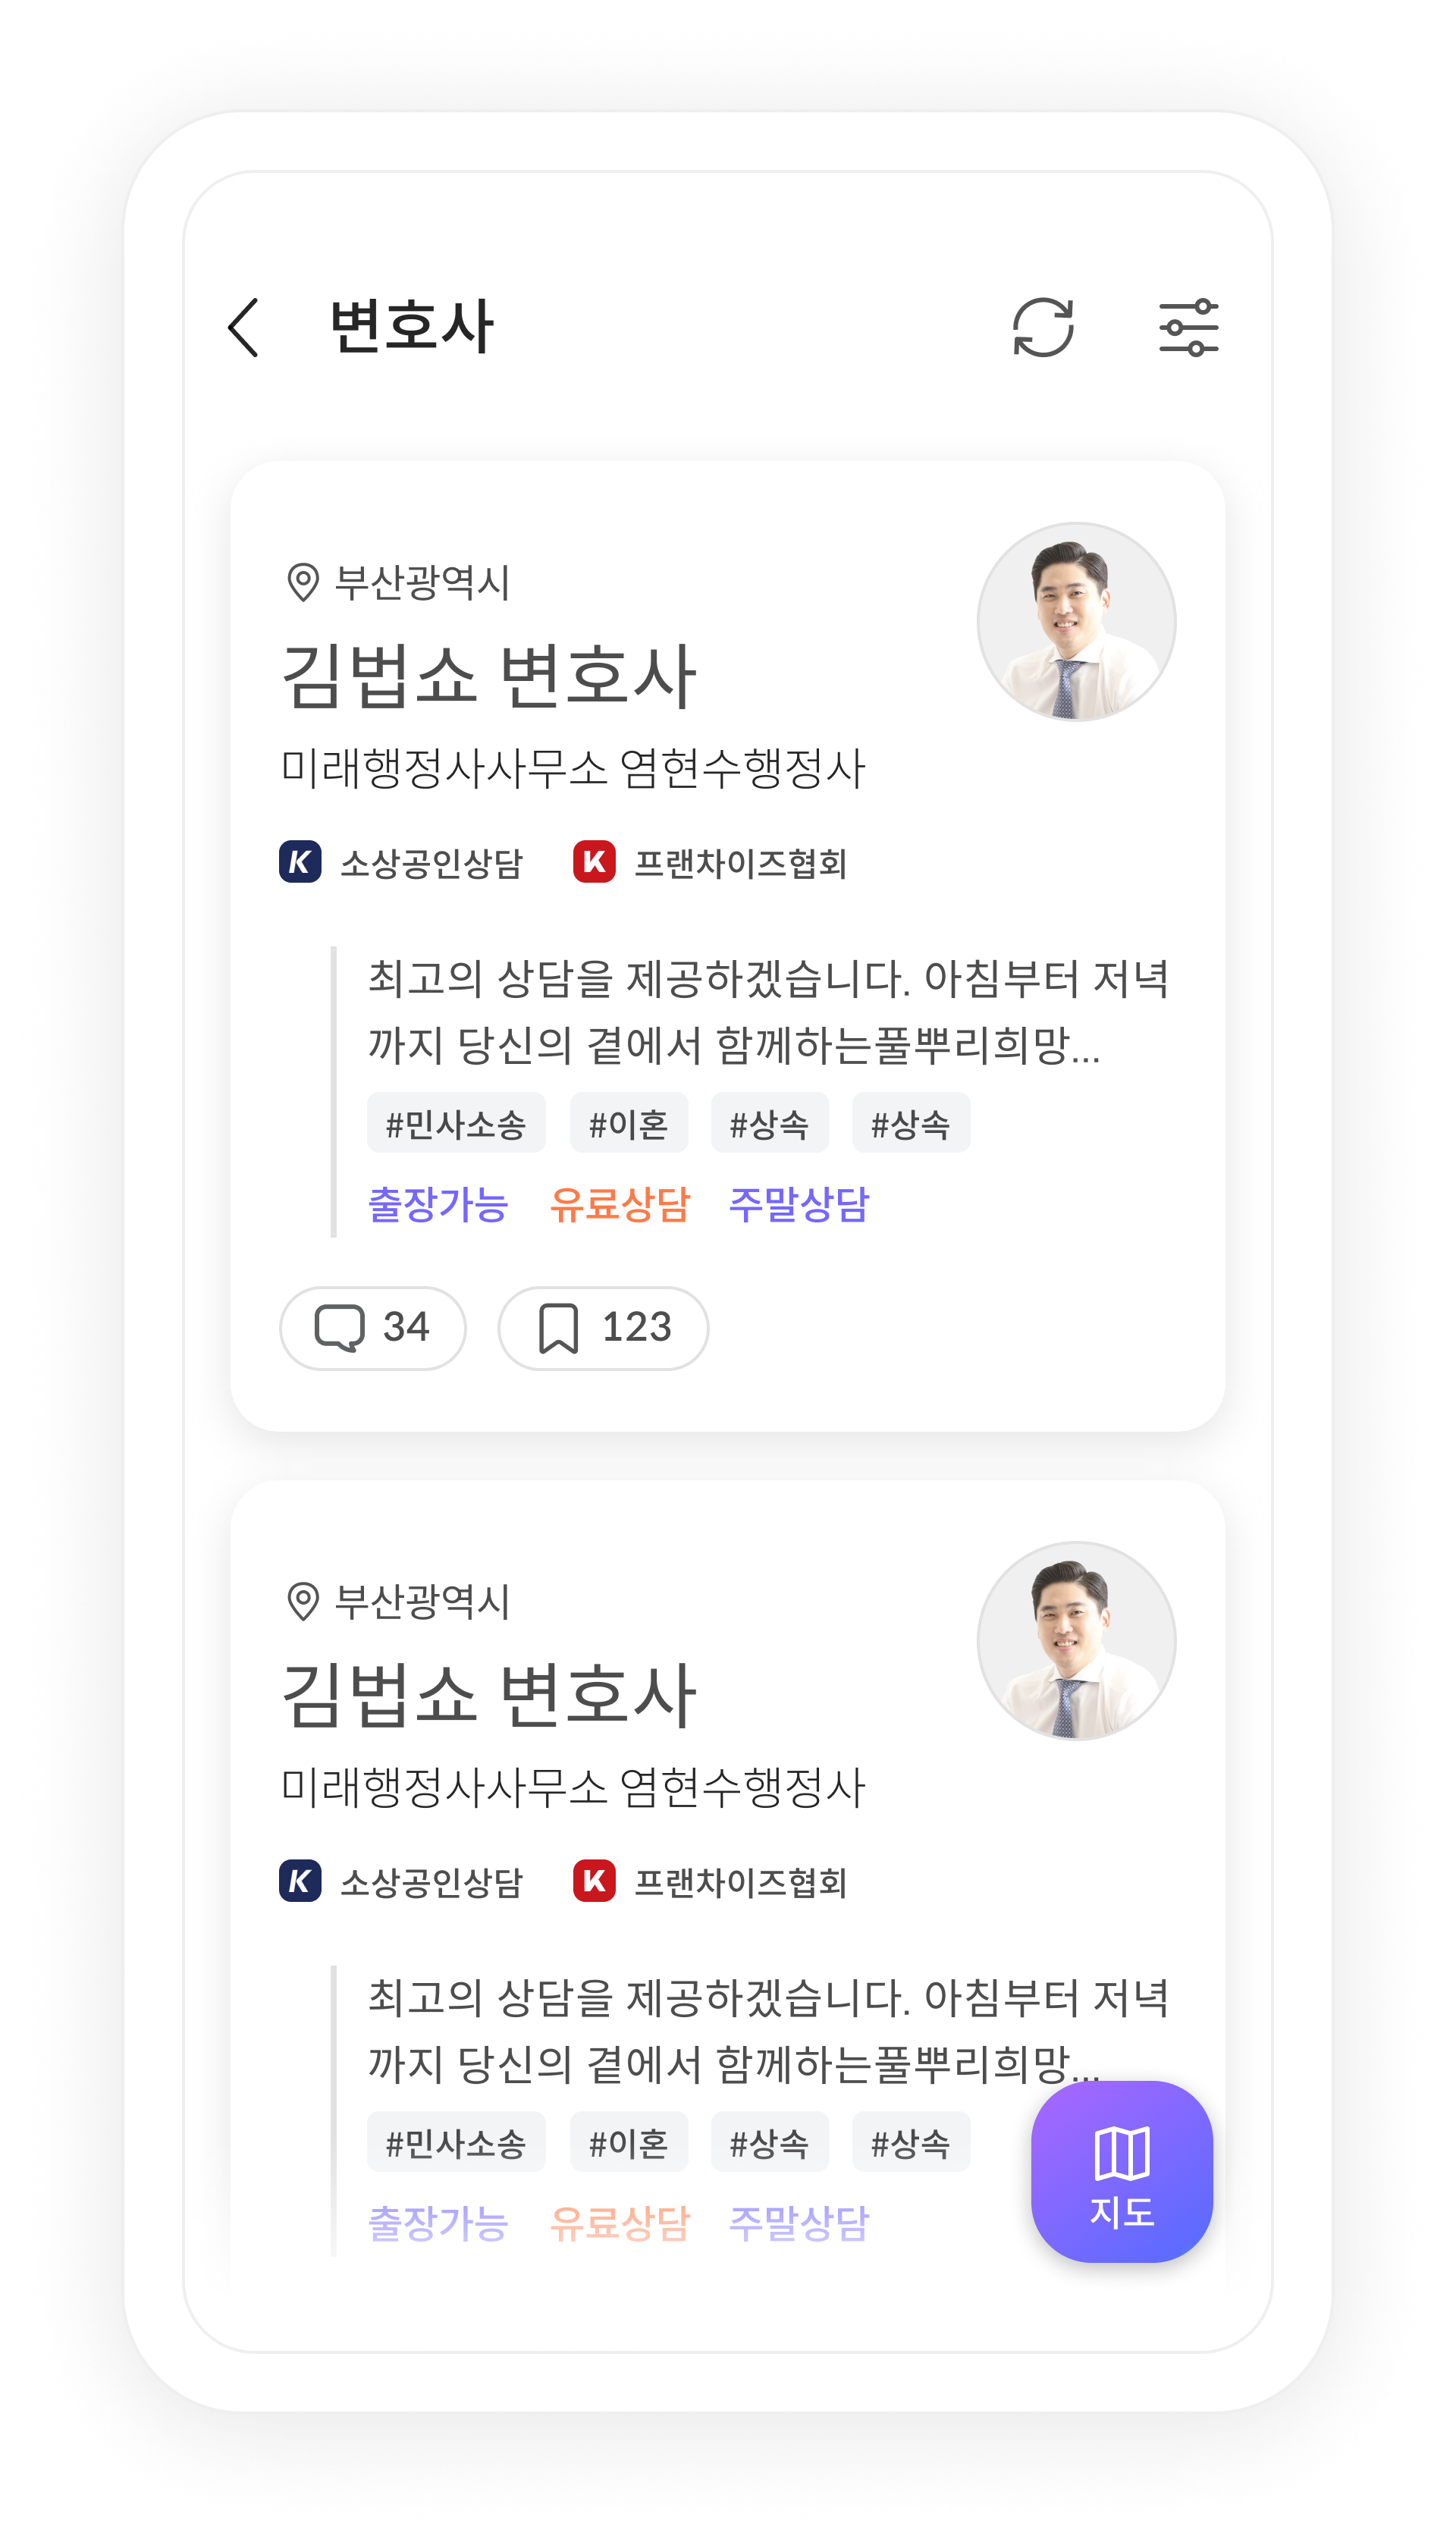 변호사
부산광역시
김법쇼 변호사
미래행정사사무소 염현수행정사
K 소상공인상담 K 프랜차이즈협회
최고의 상담을 제공하겠습니다. 아침부터 저녁
까지 당신의 곁에서 함께하는풀뿌리희망...
#민사소송 #이혼 #상속 #상속
출장가능 유료상담 주말상담
34 123
부산광역시
김법쇼 변호사
미래행정사사무소 염현수행정사
K 소상공인상담 K 프랜차이즈협회
최고의 상담을 제공하겠습니다. 아침부터 저녁
까지 당신의 곁에서 함께하는풀뿌리희망...
#민사소송 #이혼 #상속 #상속
출장가능 유료상담 주말상담
지도